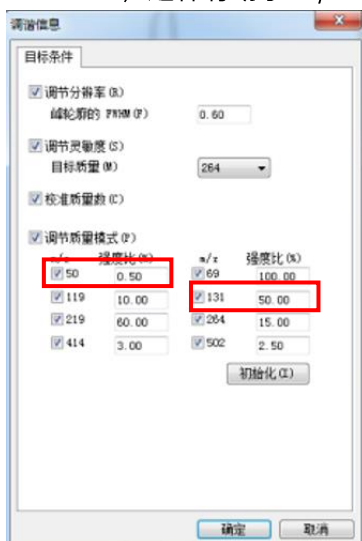 调谐信息
目标条件
调节分辨率(R)
峰轮廓的 FWHM(F) 0.60
调节灵敏度(S)
目标质量(M) 264
校准质量数(C)
调节质量模式(P)
强度比(%) m/z 强度比(%)
50 0.50 69 100.00
119 10.00 131 50.00
219 60.00 264 15.00
414 3.00 502 2.50
初始化(I)
确定 取消